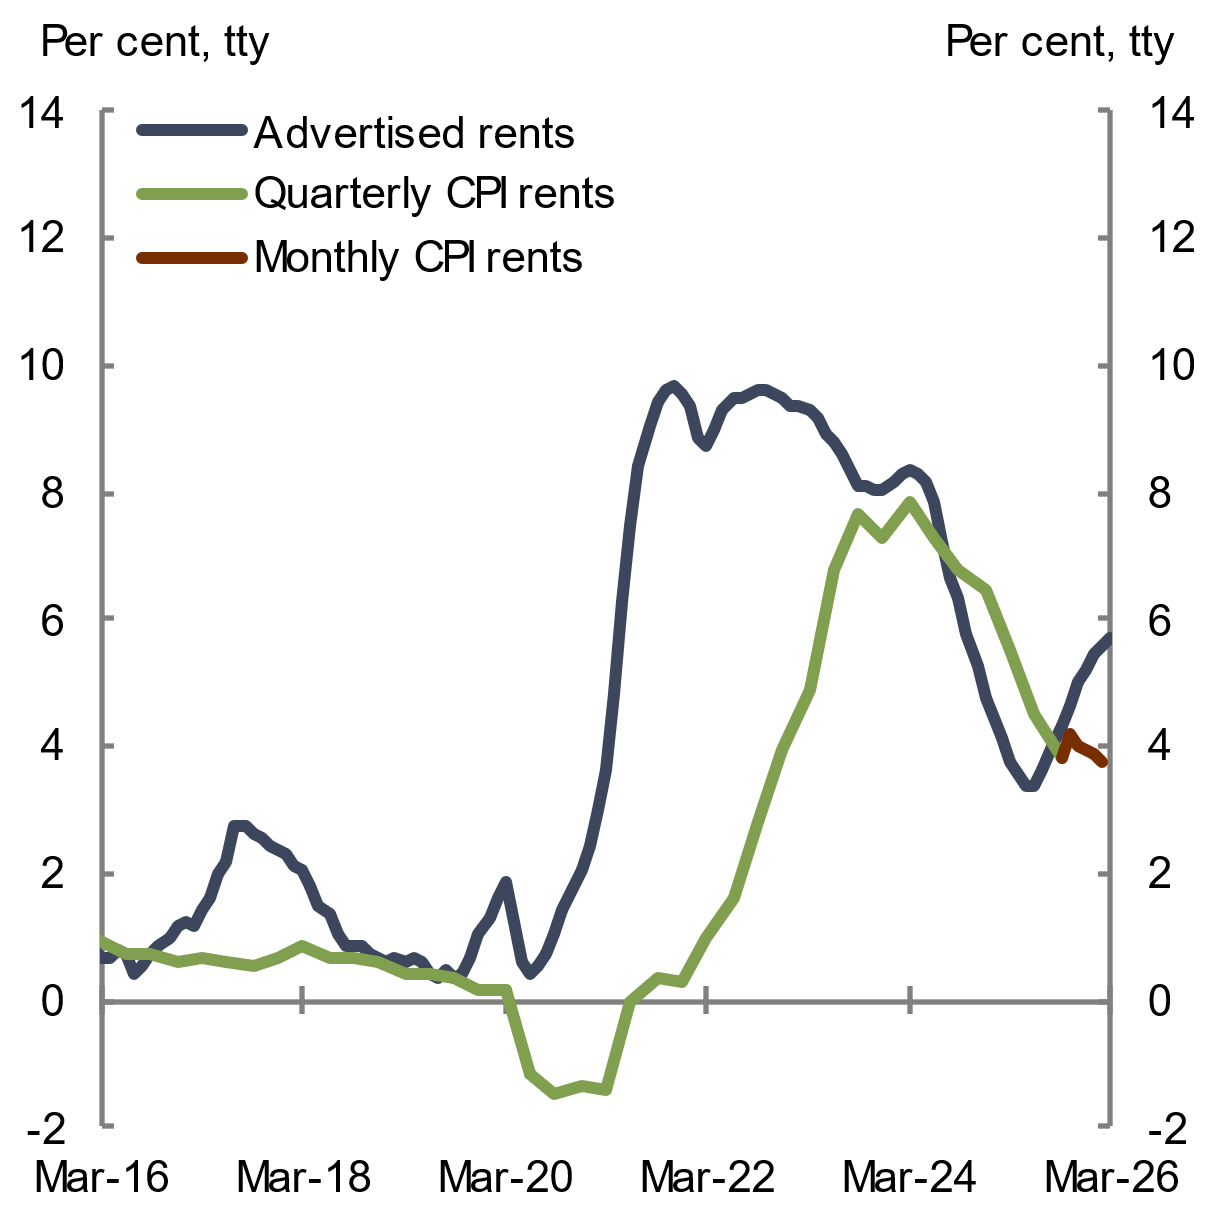 Per cent, tty Per cent, tty
14 14
Advertised rents
Quarterly CPI rents
12 12
Monthly CPI rents
10 10
8 8
6 6
4 4
2 2
0 0
-2 -2
Mar-16 Mar-18 Mar-20 Mar-22 Mar-24 Mar-26